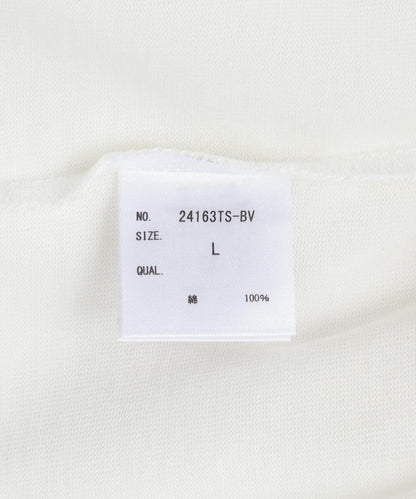 NO. 24163TS-BV
SIZE.
L
QUAL.
綿 100%